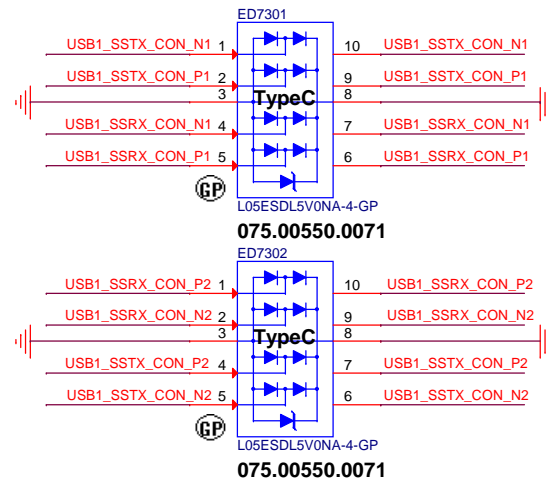 ED7301
USB1_SSTX_CON_N1 1 10 USB1_SSTX_CON_N1
USB1_SSTX_CON_P1 2 9 USB1_SSTX_CON_P1
3 TypeC 8
USB1_SSRX_CON_N1 4 7 USB1_SSRX_CON_N1
USB1_SSRX_CON_P1 5 6 USB1_SSRX_CON_P1
GP
L05ESDL5V0NA-4-GP
075.00550.0071
ED7302
USB1_SSRX_CON_P2 1 10 USB1_SSRX_CON_P2
USB1_SSRX_CON_N2 2 9 USB1_SSRX_CON_N2
3 TypeC 8
USB1_SSTX_CON_P2 4 7 USB1_SSTX_CON_P2
USB1_SSTX_CON_N2 5 6 USB1_SSTX_CON_N2
GP
L05ESDL5V0NA-4-GP
075.00550.0071